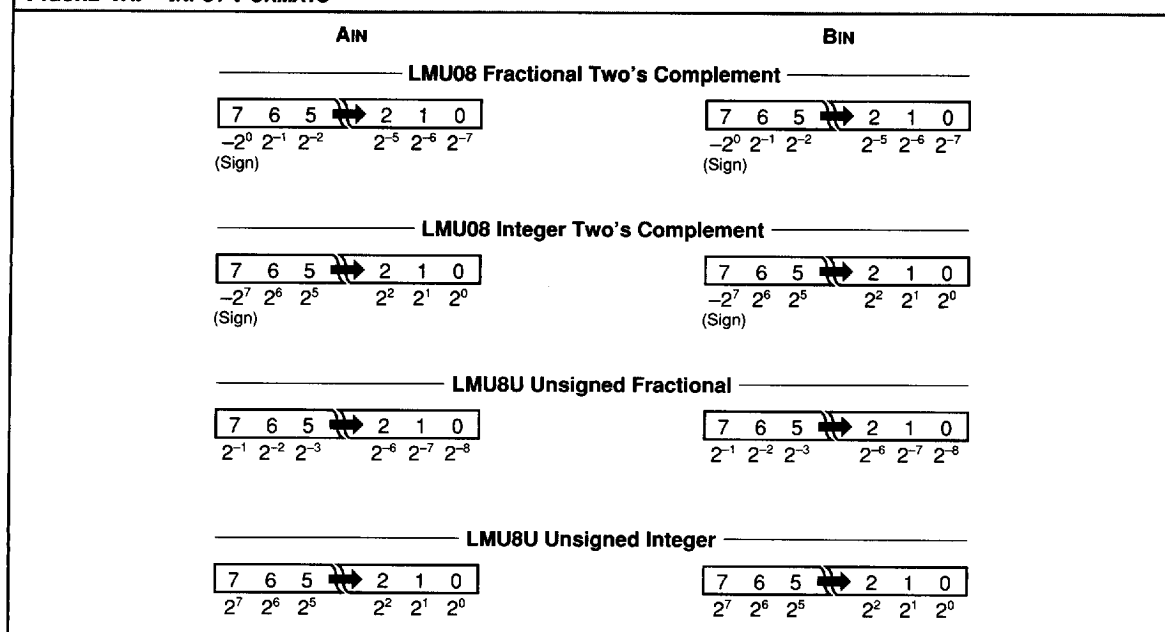 AIN BIN
LMU08 Fractional Two's Complement
7 6 5 2 1 0 7 6 5 2 1 0
–2⁰ 2⁻¹ 2⁻² 2⁻⁵ 2⁻⁶ 2⁻⁷ –2⁰ 2⁻¹ 2⁻² 2⁻⁵ 2⁻⁶ 2⁻⁷
(Sign) (Sign)
LMU08 Integer Two's Complement
7 6 5 2 1 0 7 6 5 2 1 0
–2⁷ 2⁶ 2⁵ 2² 2¹ 2⁰ –2⁷ 2⁶ 2⁵ 2² 2¹ 2⁰
(Sign) (Sign)
LMU8U Unsigned Fractional
7 6 5 2 1 0 7 6 5 2 1 0
2⁻¹ 2⁻² 2⁻³ 2⁻⁶ 2⁻⁷ 2⁻⁸ 2⁻¹ 2⁻² 2⁻³ 2⁻⁶ 2⁻⁷ 2⁻⁸
LMU8U Unsigned Integer
7 6 5 2 1 0 7 6 5 2 1 0
2⁷ 2⁶ 2⁵ 2² 2¹ 2⁰ 2⁷ 2⁶ 2⁵ 2² 2¹ 2⁰